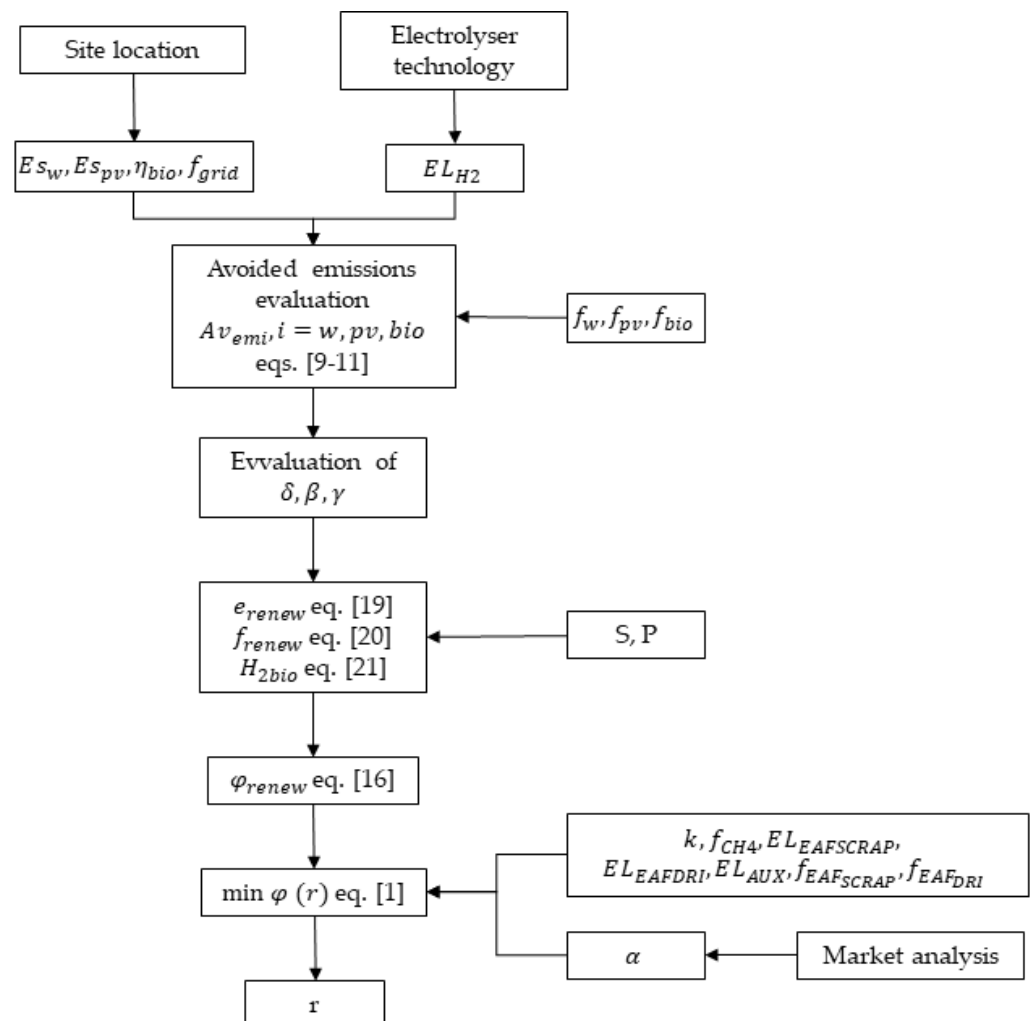 Site location
Electrolyser
technology
Es_w, Es_pv, η_bio, f_grid
EL_H2
Avoided emissions
evaluation
Av_emi, i = w, pv, bio
eqs. [9-11]
f_w, f_pv, f_bio
Evvaluation of
δ, β, γ
e_renew eq. [19]
f_renew eq. [20]
H_2bio eq. [21]
S, P
φ_renew eq. [16]
k, f_CH4, EL_EAFSCRAP,
EL_EAFDRI, EL_AUX, f_EAF_SCRAP, f_EAF_DRI
min φ (r) eq. [1]
α
Market analysis
r